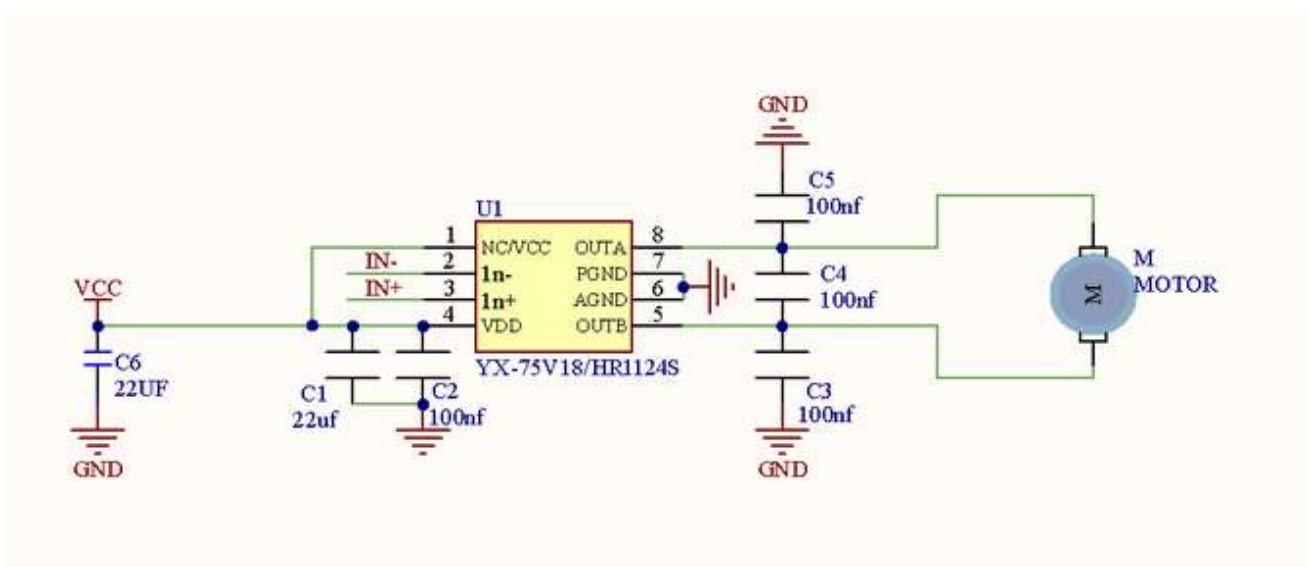 GND
C5
100nf
U1
1 NC/VCC OUTA 8
IN- 2 1n- PGND 7
IN+ 3 1n+ AGND 6
4 VDD OUTB 5
YX-75V18/HR1124S
C4
100nf
M
MOTOR
M
VCC
C6
22UF
GND
C1
22uf
C2
100nf
C3
100nf
GND